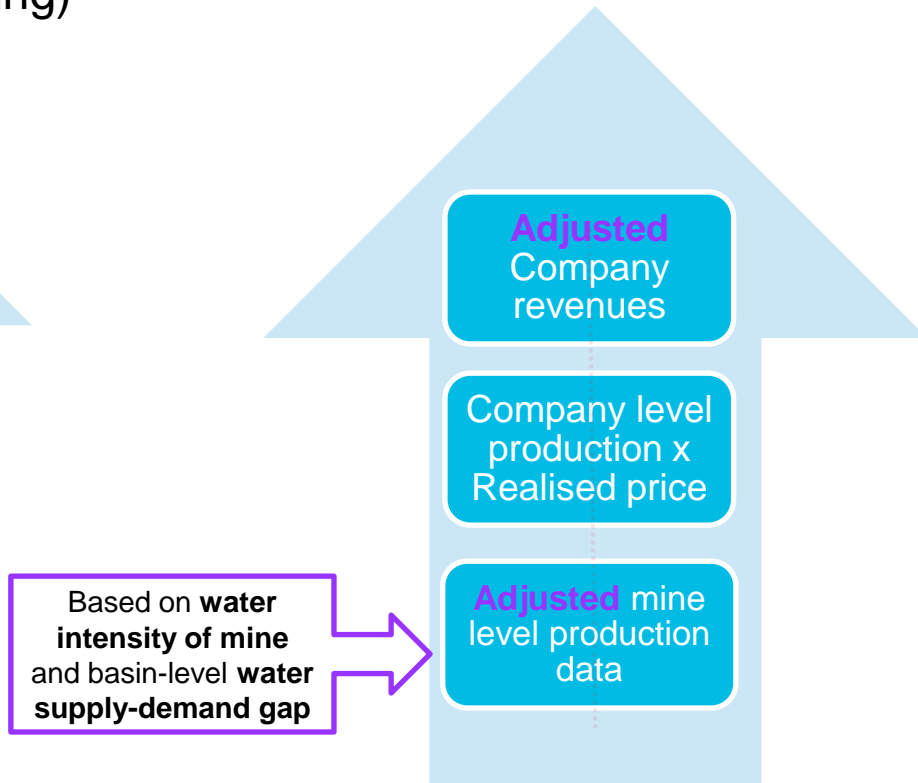 ng)
Adjusted
Company
revenues
Company level
production x
Realised price
Based on water
intensity of mine
and basin-level water
supply-demand gap
Adjusted mine
level production
data